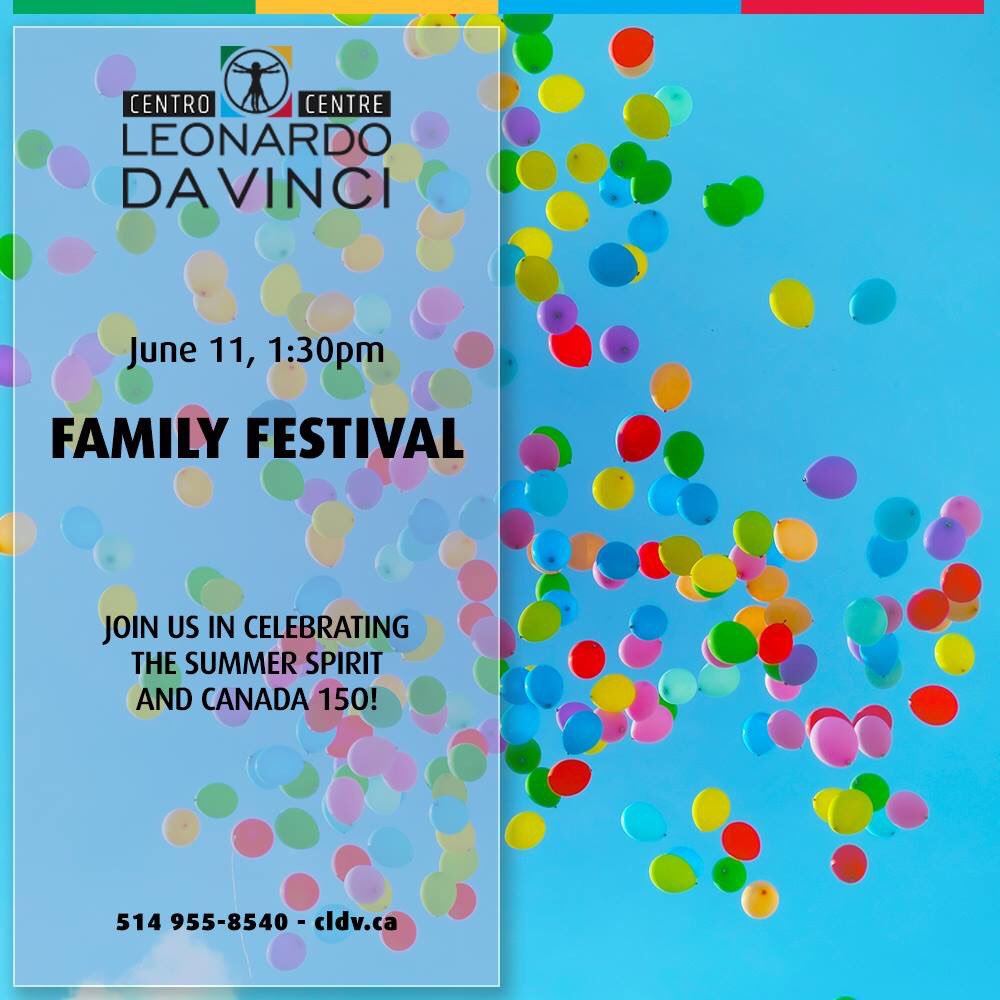 CENTRO CENTRE
LEONARDO
DA VINCI
June 11, 1:30pm
FAMILY FESTIVAL
JOIN US IN CELEBRATING
THE SUMMER SPIRIT
AND CANADA 150!
514 955-8540 - cldv.ca